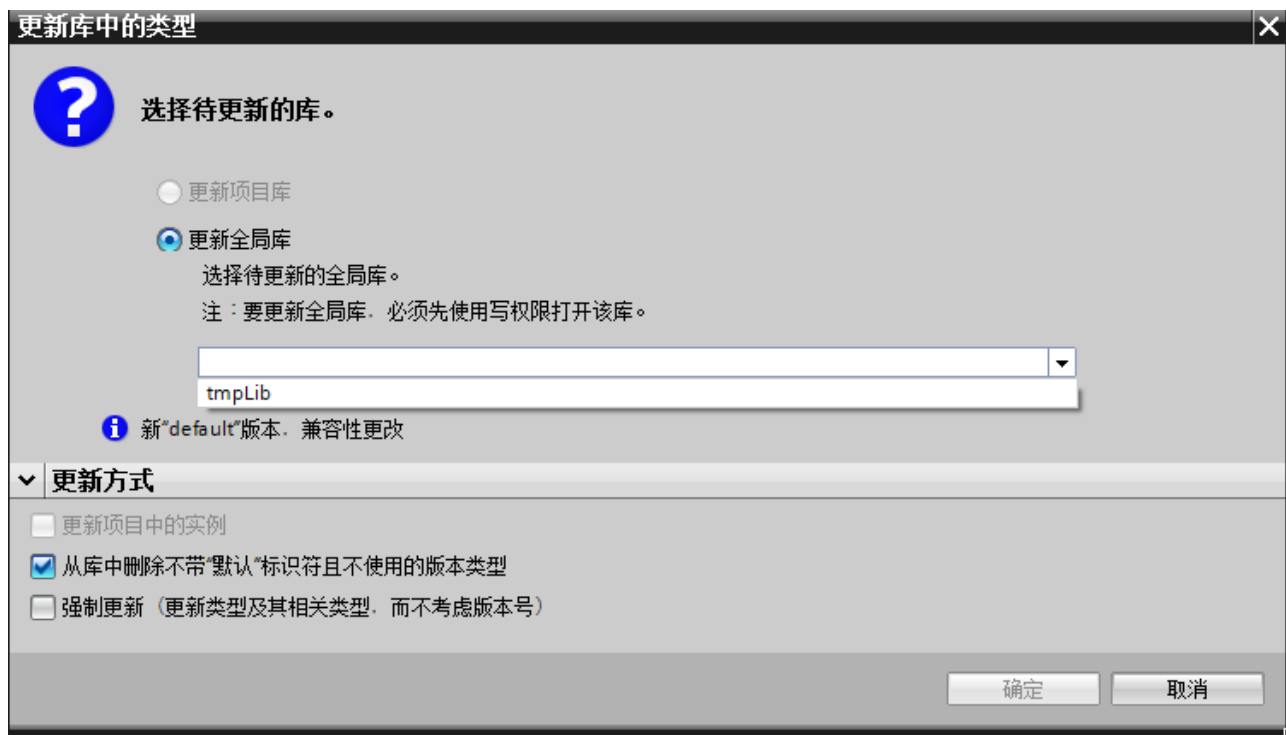 更新库中的类型
选择待更新的库。
更新项目库
更新全局库
选择待更新的全局库。
注：要更新全局库，必须先使用写权限打开该库。
tmpLib
新"default"版本，兼容性更改
更新方式
更新项目中的实例
从库中删除不带"默认"标识符且不使用的版本类型
强制更新（更新类型及其相关类型，而不考虑版本号）
确定 取消